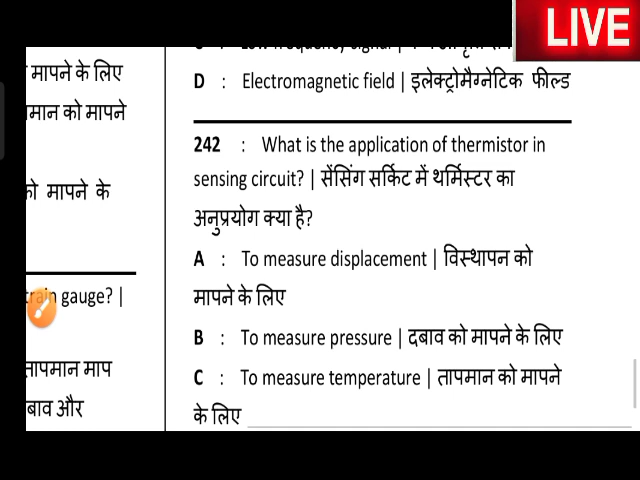 LIVE
मापने के लिए
को मापने
मापने के
gauge? |
माप
और
D : Electromagnetic field | इलेक्ट्रोमैग्नेटिक फील्ड
242 : What is the application of thermistor in
sensing circuit? | सेंसिंग सर्किट में थर्मिस्टर का
अनुप्रयोग क्या है?
A : To measure displacement | विस्थापन को
मापने के लिए
B : To measure pressure | दबाव को मापने के लिए
C : To measure temperature | तापमान को मापने
के लिए